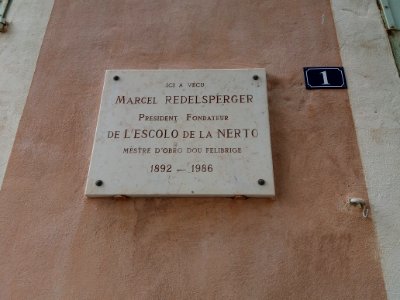 ICI A VECU
MARCEL REDELSPERGER
PRESIDENT FONDATEUR
DE L'ESCOLO DE LA NERTO
MESTRE D'OBRO DOU FELIBRIGE
1892 - 1986
1